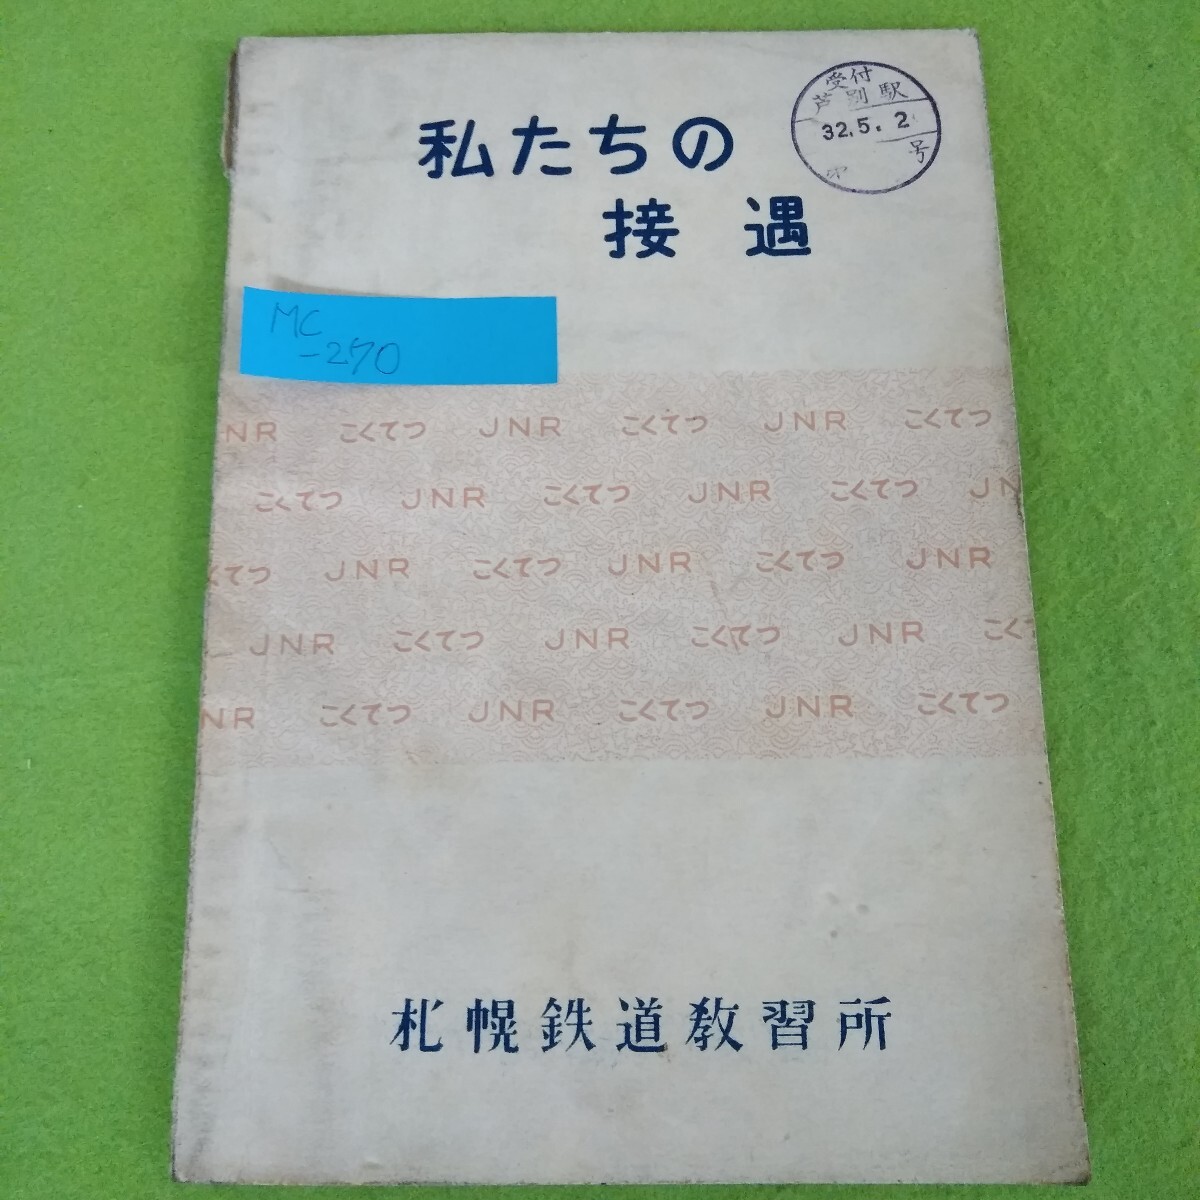 私たちの
接遇
受付
芦別駅
32.5.2
号
MC
-270
NR こくてつ JNR こくてつ JNR こくてつ
こくてつ JNR こくてつ JNR こくてつ JN
くてつ JNR こくてつ JNR こくてつ JNR
JNR こくてつ JNR こくてつ JNR こく
NR こくてつ JNR こくてつ JNR こくてつ
札幌鉄道教習所